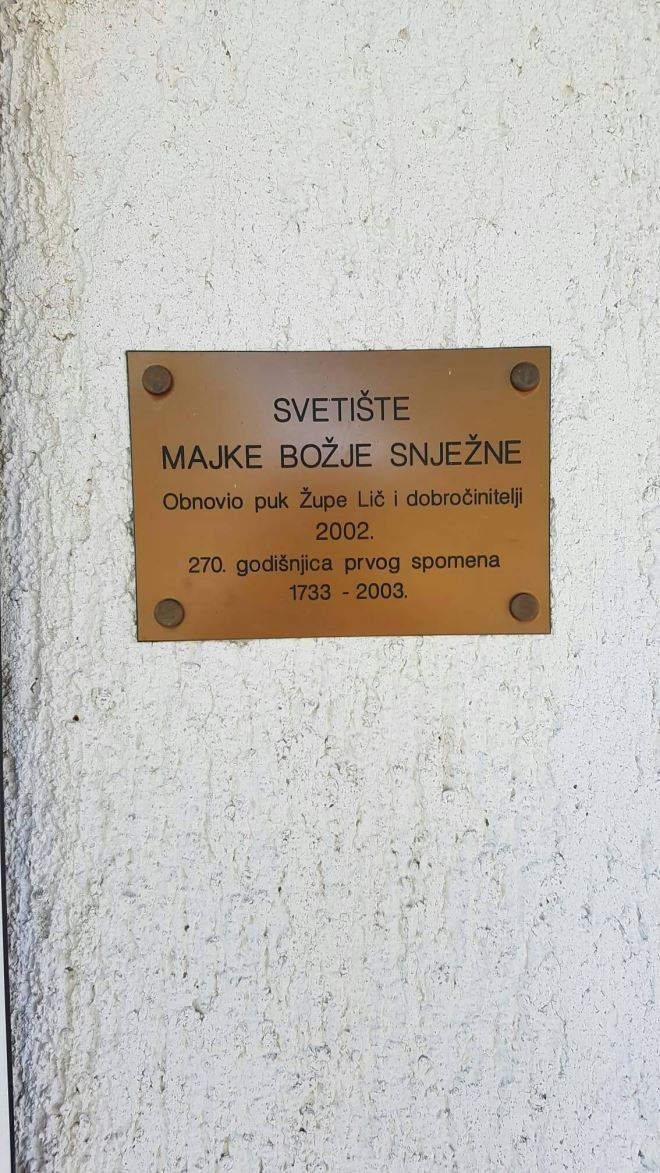 SVETIŠTE
MAJKE BOŽJE SNJEŽNE
Obnovio puk Župe Lič i dobročinitelji
2002.
270. godišnjica prvog spomena
1733 - 2003.